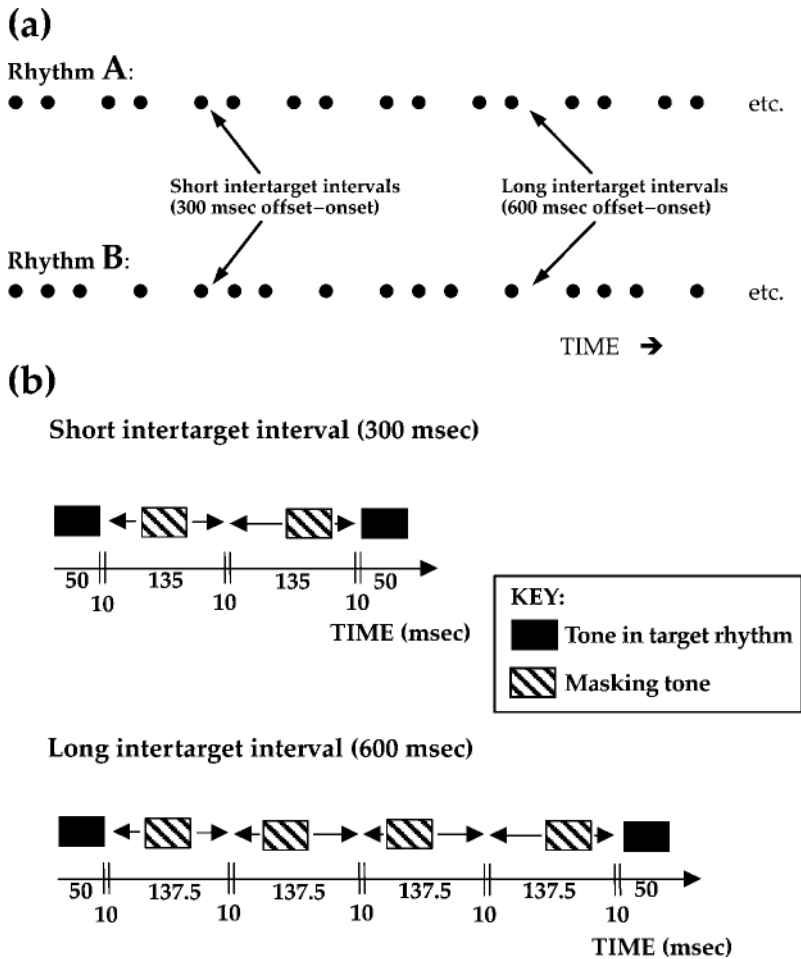 (a)
Rhythm A:
etc.
Short intertarget intervals
(300 msec offset–onset)
Long intertarget intervals
(600 msec offset–onset)
Rhythm B:
etc.
TIME ➔
(b)
Short intertarget interval (300 msec)
50 135 135 50
10 10 10
TIME (msec)
KEY:
Tone in target rhythm
Masking tone
Long intertarget interval (600 msec)
50 137.5 137.5 137.5 137.5 50
10 10 10 10 10
TIME (msec)